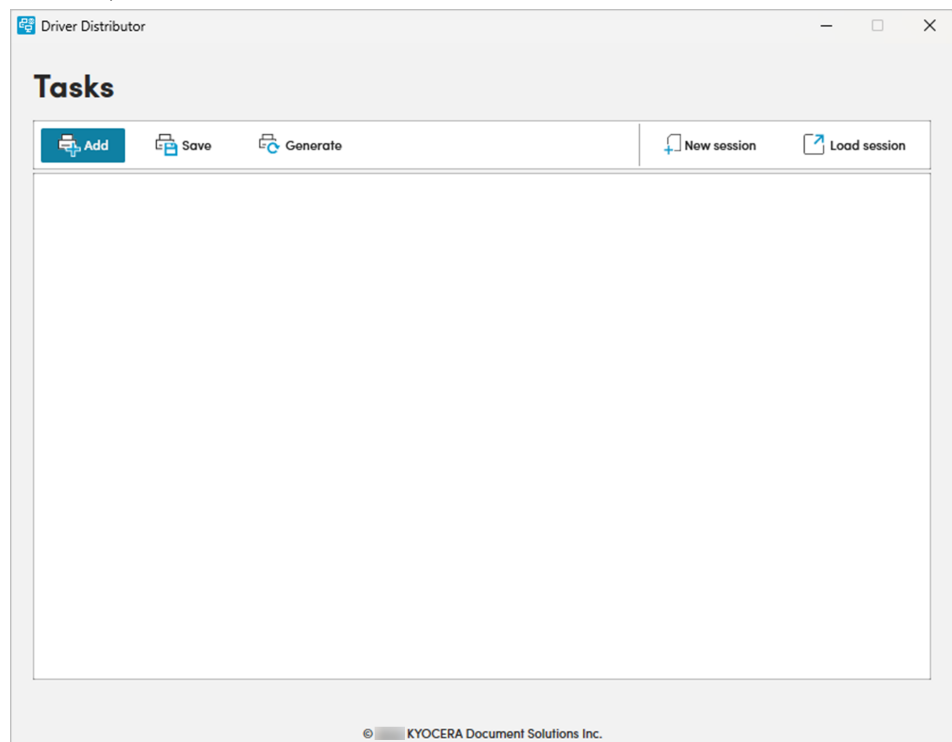 Driver Distributor
Tasks
Add Save Generate New session Load session
© KYOCERA Document Solutions Inc.